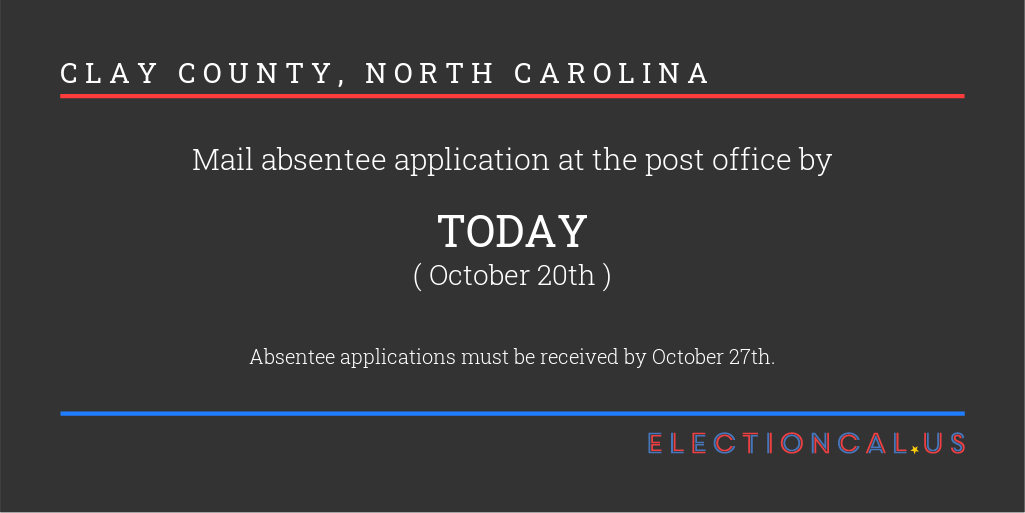 CLAY COUNTY, NORTH CAROLINA
Mail absentee application at the post office by
TODAY
( October 20th )
Absentee applications must be received by October 27th.
ELECTIONCAL.US